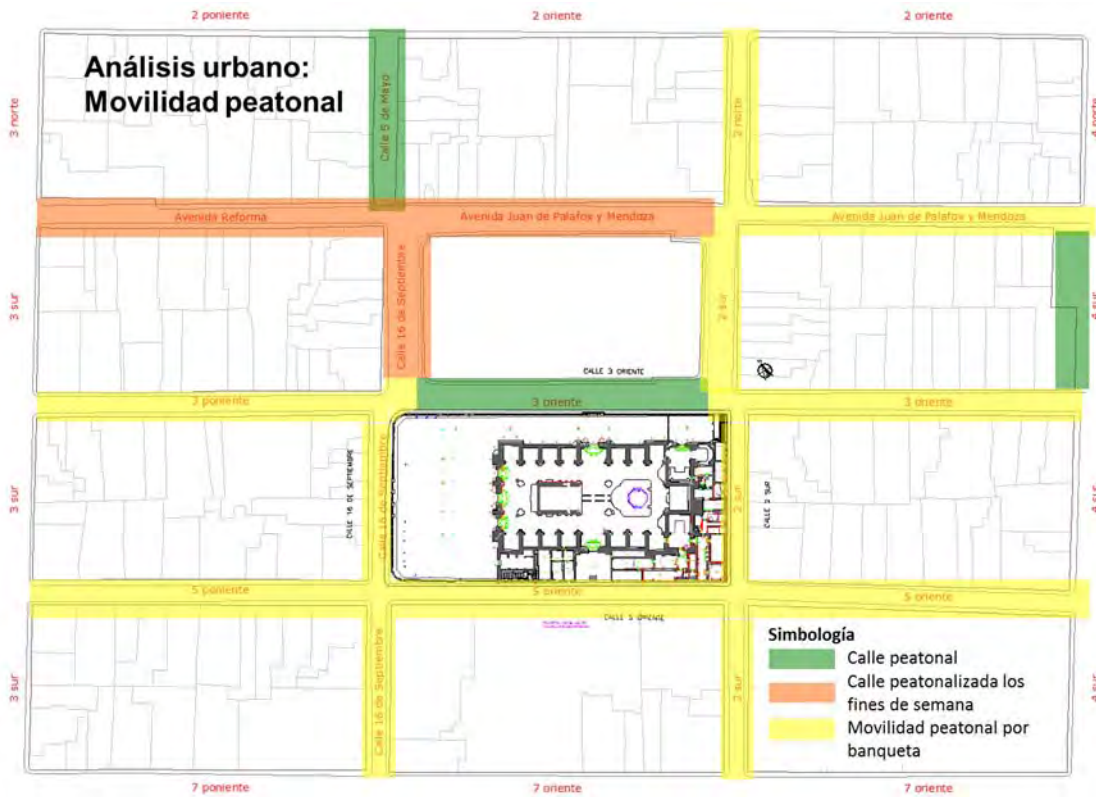 2 poniente
2 oriente
2 oriente
Análisis urbano:
Movilidad peatonal
3 norte
Calle 5 de Mayo
2 norte
4 norte
Avenida Reforma
Avenida Juan de Palafox y Mendoza
Avenida Juan de Palafox y Mendoza
3 sur
Calle 16 de Septiembre
2 sur
4 sur
CALLE 3 ORIENTE
3 poniente
3 oriente
3 oriente
3 sur
CALLE 16 DE SEPTIEMBRE
Calle 16 de Septiembre
2 sur
CALLE 2 SUR
4 sur
5 poniente
5 oriente
5 oriente
CALLE 5 ORIENTE
3 sur
Calle 16 de Septiembre
2 sur
4 sur
Simbología
Calle peatonal
Calle peatonalizada los
fines de semana
Movilidad peatonal por
banqueta
7 poniente
7 oriente
7 oriente